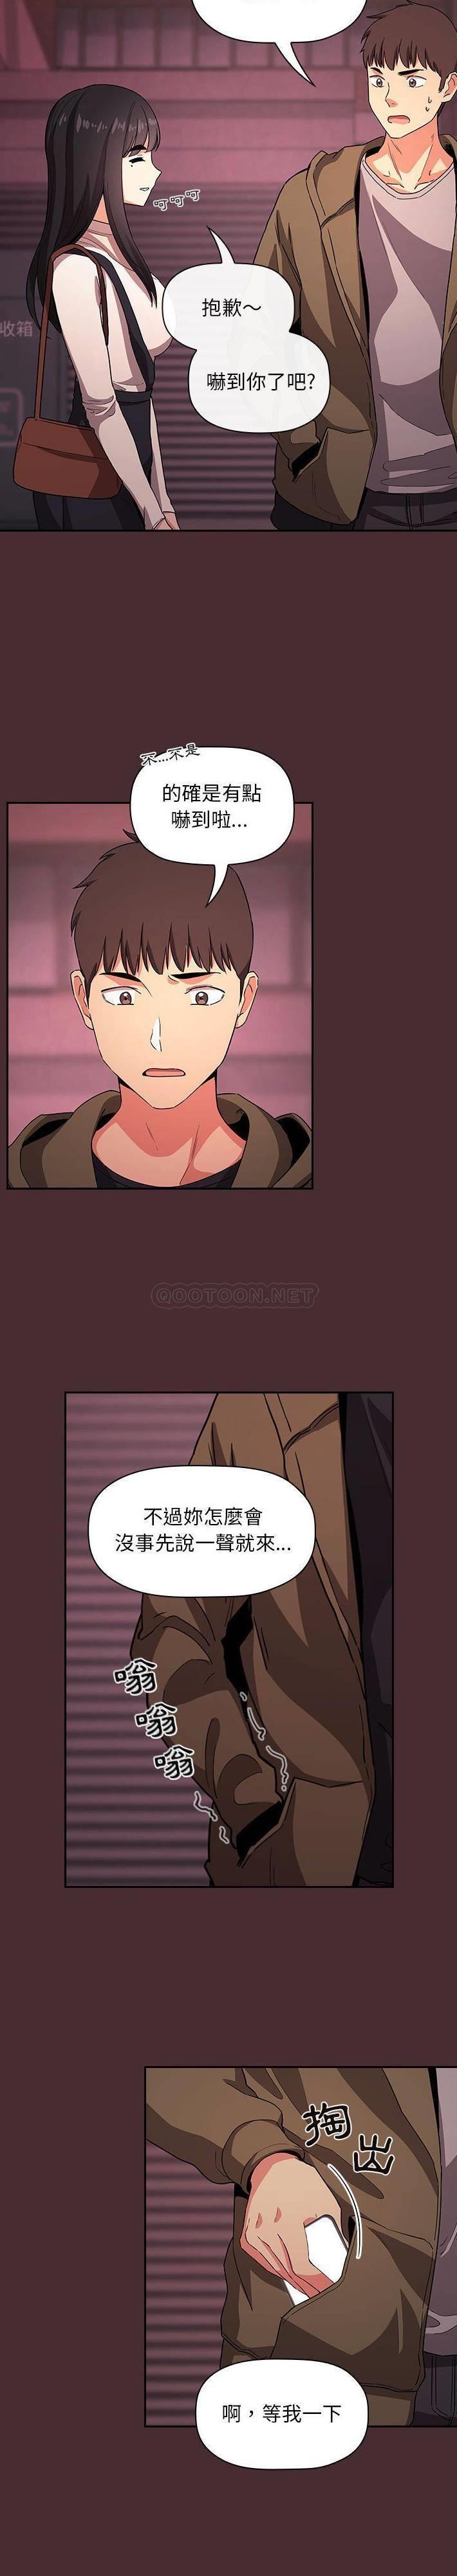 呵呵呵
抱歉～
嚇到你了吧?
收箱
不...不是
的確是有點
嚇到啦...
QOOTOON.NET
不過妳怎麼會
沒事先說一聲就來...
嗡
嗡
嗡
掏
出
啊，等我一下